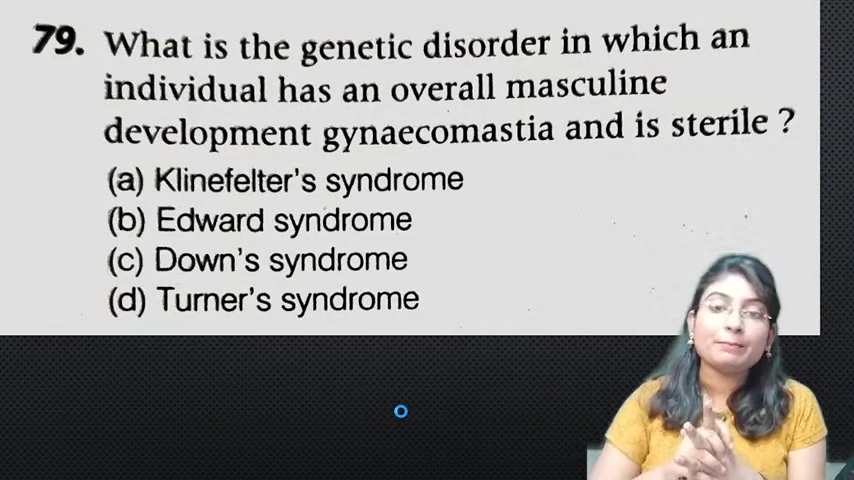 79. What is the genetic disorder in which an
individual has an overall masculine
development gynaecomastia and is sterile ?
(a) Klinefelter's syndrome
(b) Edward syndrome
(c) Down's syndrome
(d) Turner's syndrome